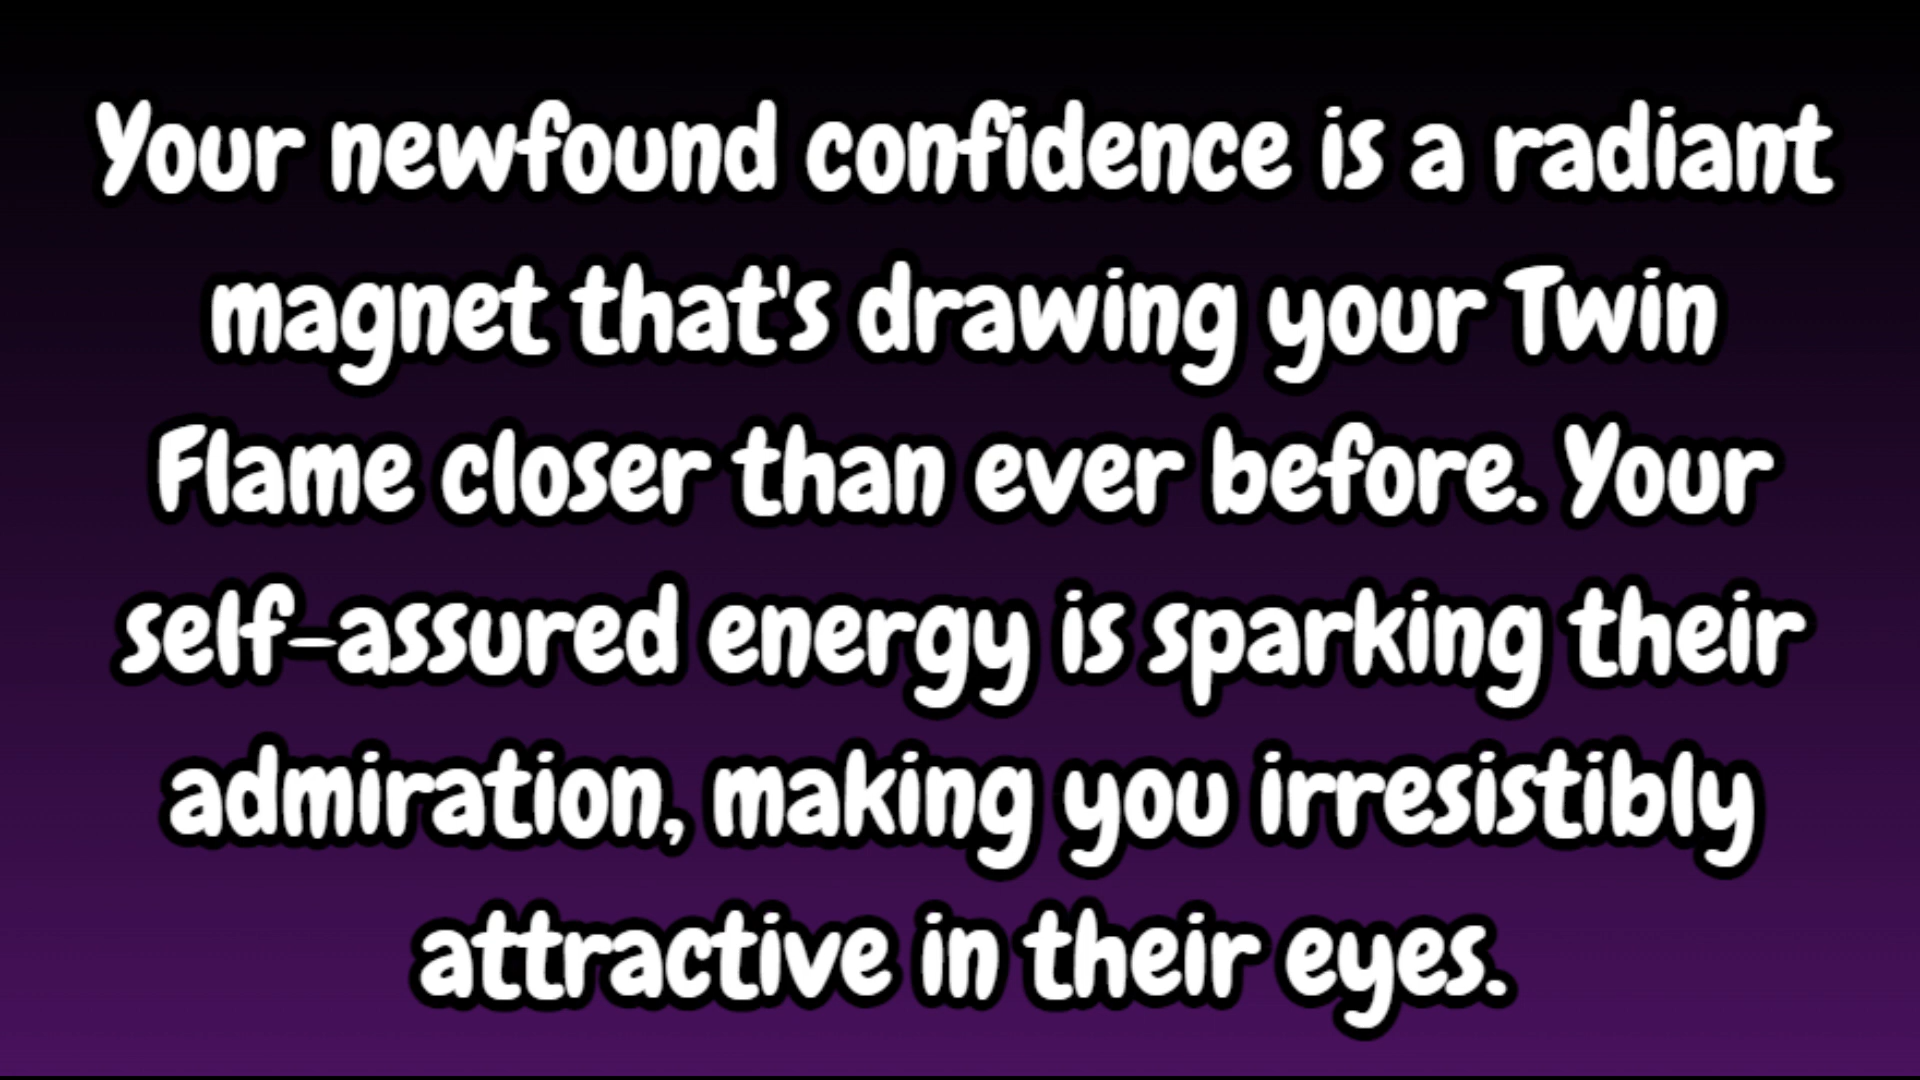 Your newfound confidence is a radiant
magnet that's drawing your Twin
Flame closer than ever before. Your
self-assured energy is sparking their
admiration, making you irresistibly
attractive in their eyes.